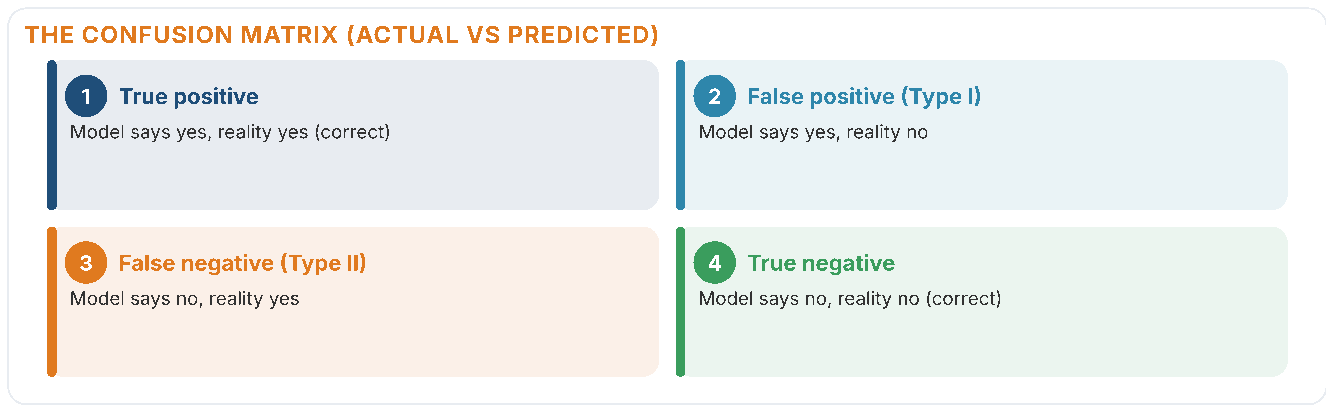 THE CONFUSION MATRIX (ACTUAL VS PREDICTED)
1 True positive
Model says yes, reality yes (correct)
2 False positive (Type I)
Model says yes, reality no
3 False negative (Type II)
Model says no, reality yes
4 True negative
Model says no, reality no (correct)